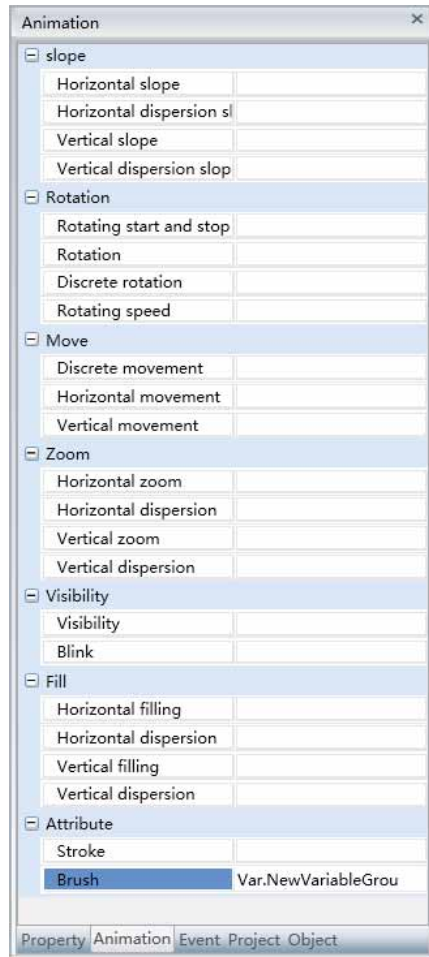 Animation
slope
Horizontal slope
Horizontal dispersion sl
Vertical slope
Vertical dispersion slop
Rotation
Rotating start and stop
Rotation
Discrete rotation
Rotating speed
Move
Discrete movement
Horizontal movement
Vertical movement
Zoom
Horizontal zoom
Horizontal dispersion
Vertical zoom
Vertical dispersion
Visibility
Visibility
Blink
Fill
Horizontal filling
Horizontal dispersion
Vertical filling
Vertical dispersion
Attribute
Stroke
Brush Var.NewVariableGrou
Property Animation Event Project Object